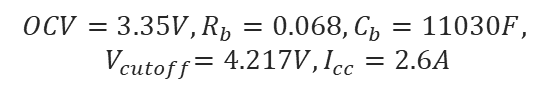 OCV = 3.35V, R_b = 0.068, C_b = 11030F,
V_cutoff = 4.217V, I_cc = 2.6A